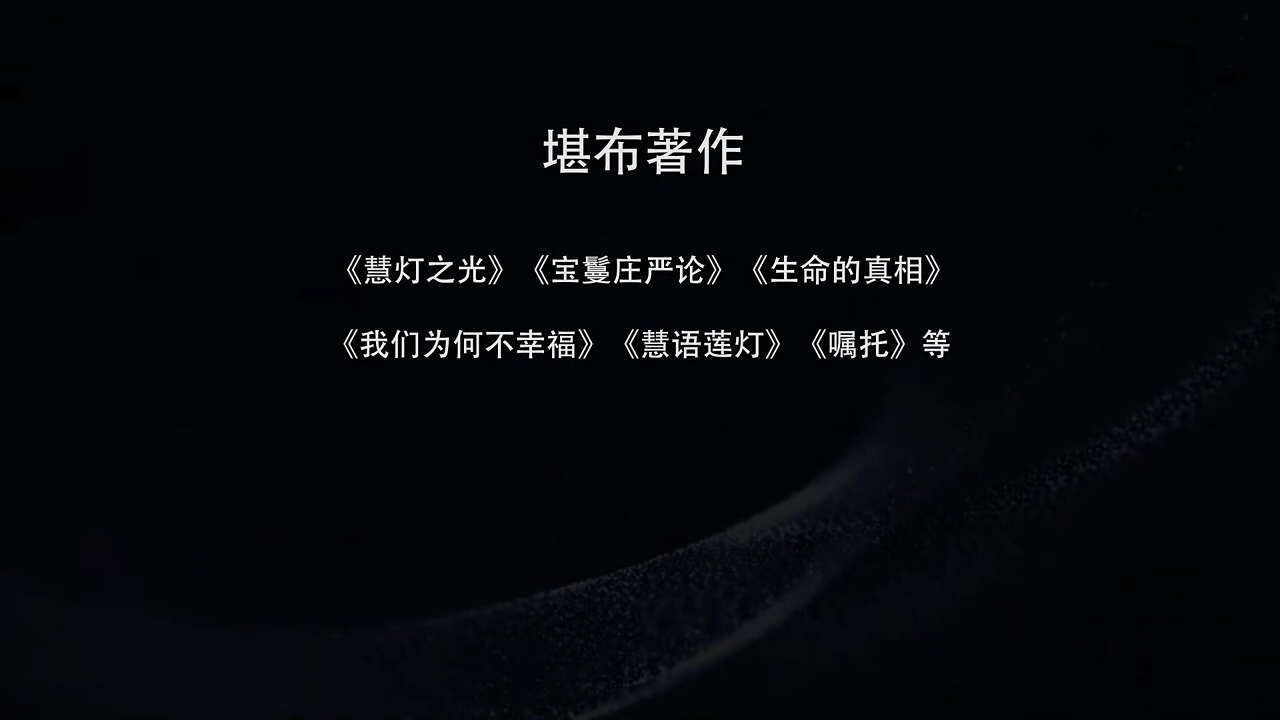 堪布著作
《慧灯之光》《宝鬘庄严论》《生命的真相》
《我们为何不幸福》《慧语莲灯》《嘱托》等